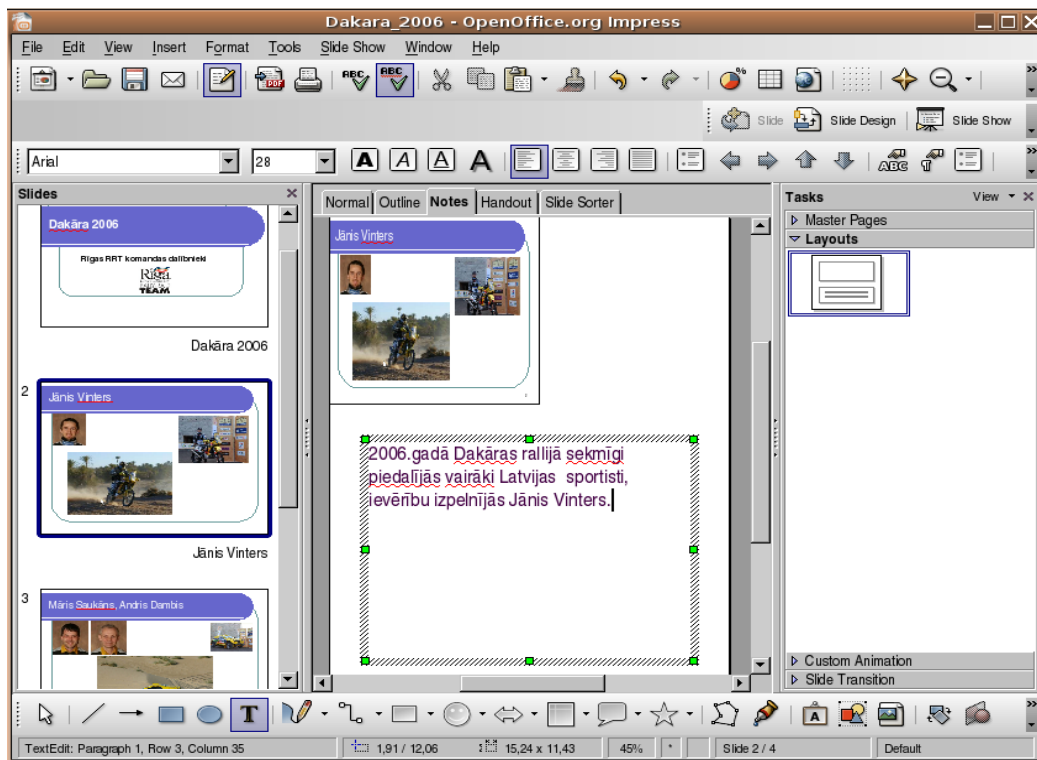 Dakara_2006 - OpenOffice.org Impress
File Edit View Insert Format Tools Slide Show Window Help
Slide Slide Design Slide Show
Arial 28
Slides
Normal Outline Notes Handout Slide Sorter
Tasks View
Master Pages
Layouts
Dakāra 2006
Rīgas RRT komandas dalībnieki
Rīga
TEAM
Dakāra 2006
2
Jānis Vinters
Jānis Vinters
3
Māris Saukāns, Andris Dambis
Jānis Vinters
2006.gadā Dakāras rallijā sekmīgi
piedalījās vairāki Latvijas sportisti,
ievērību izpelnījās Jānis Vinters.
Custom Animation
Slide Transition
TextEdit: Paragraph 1, Row 3, Column 35
1,91 / 12,06
15,24 x 11,43
45%
*
Slide 2 / 4
Default